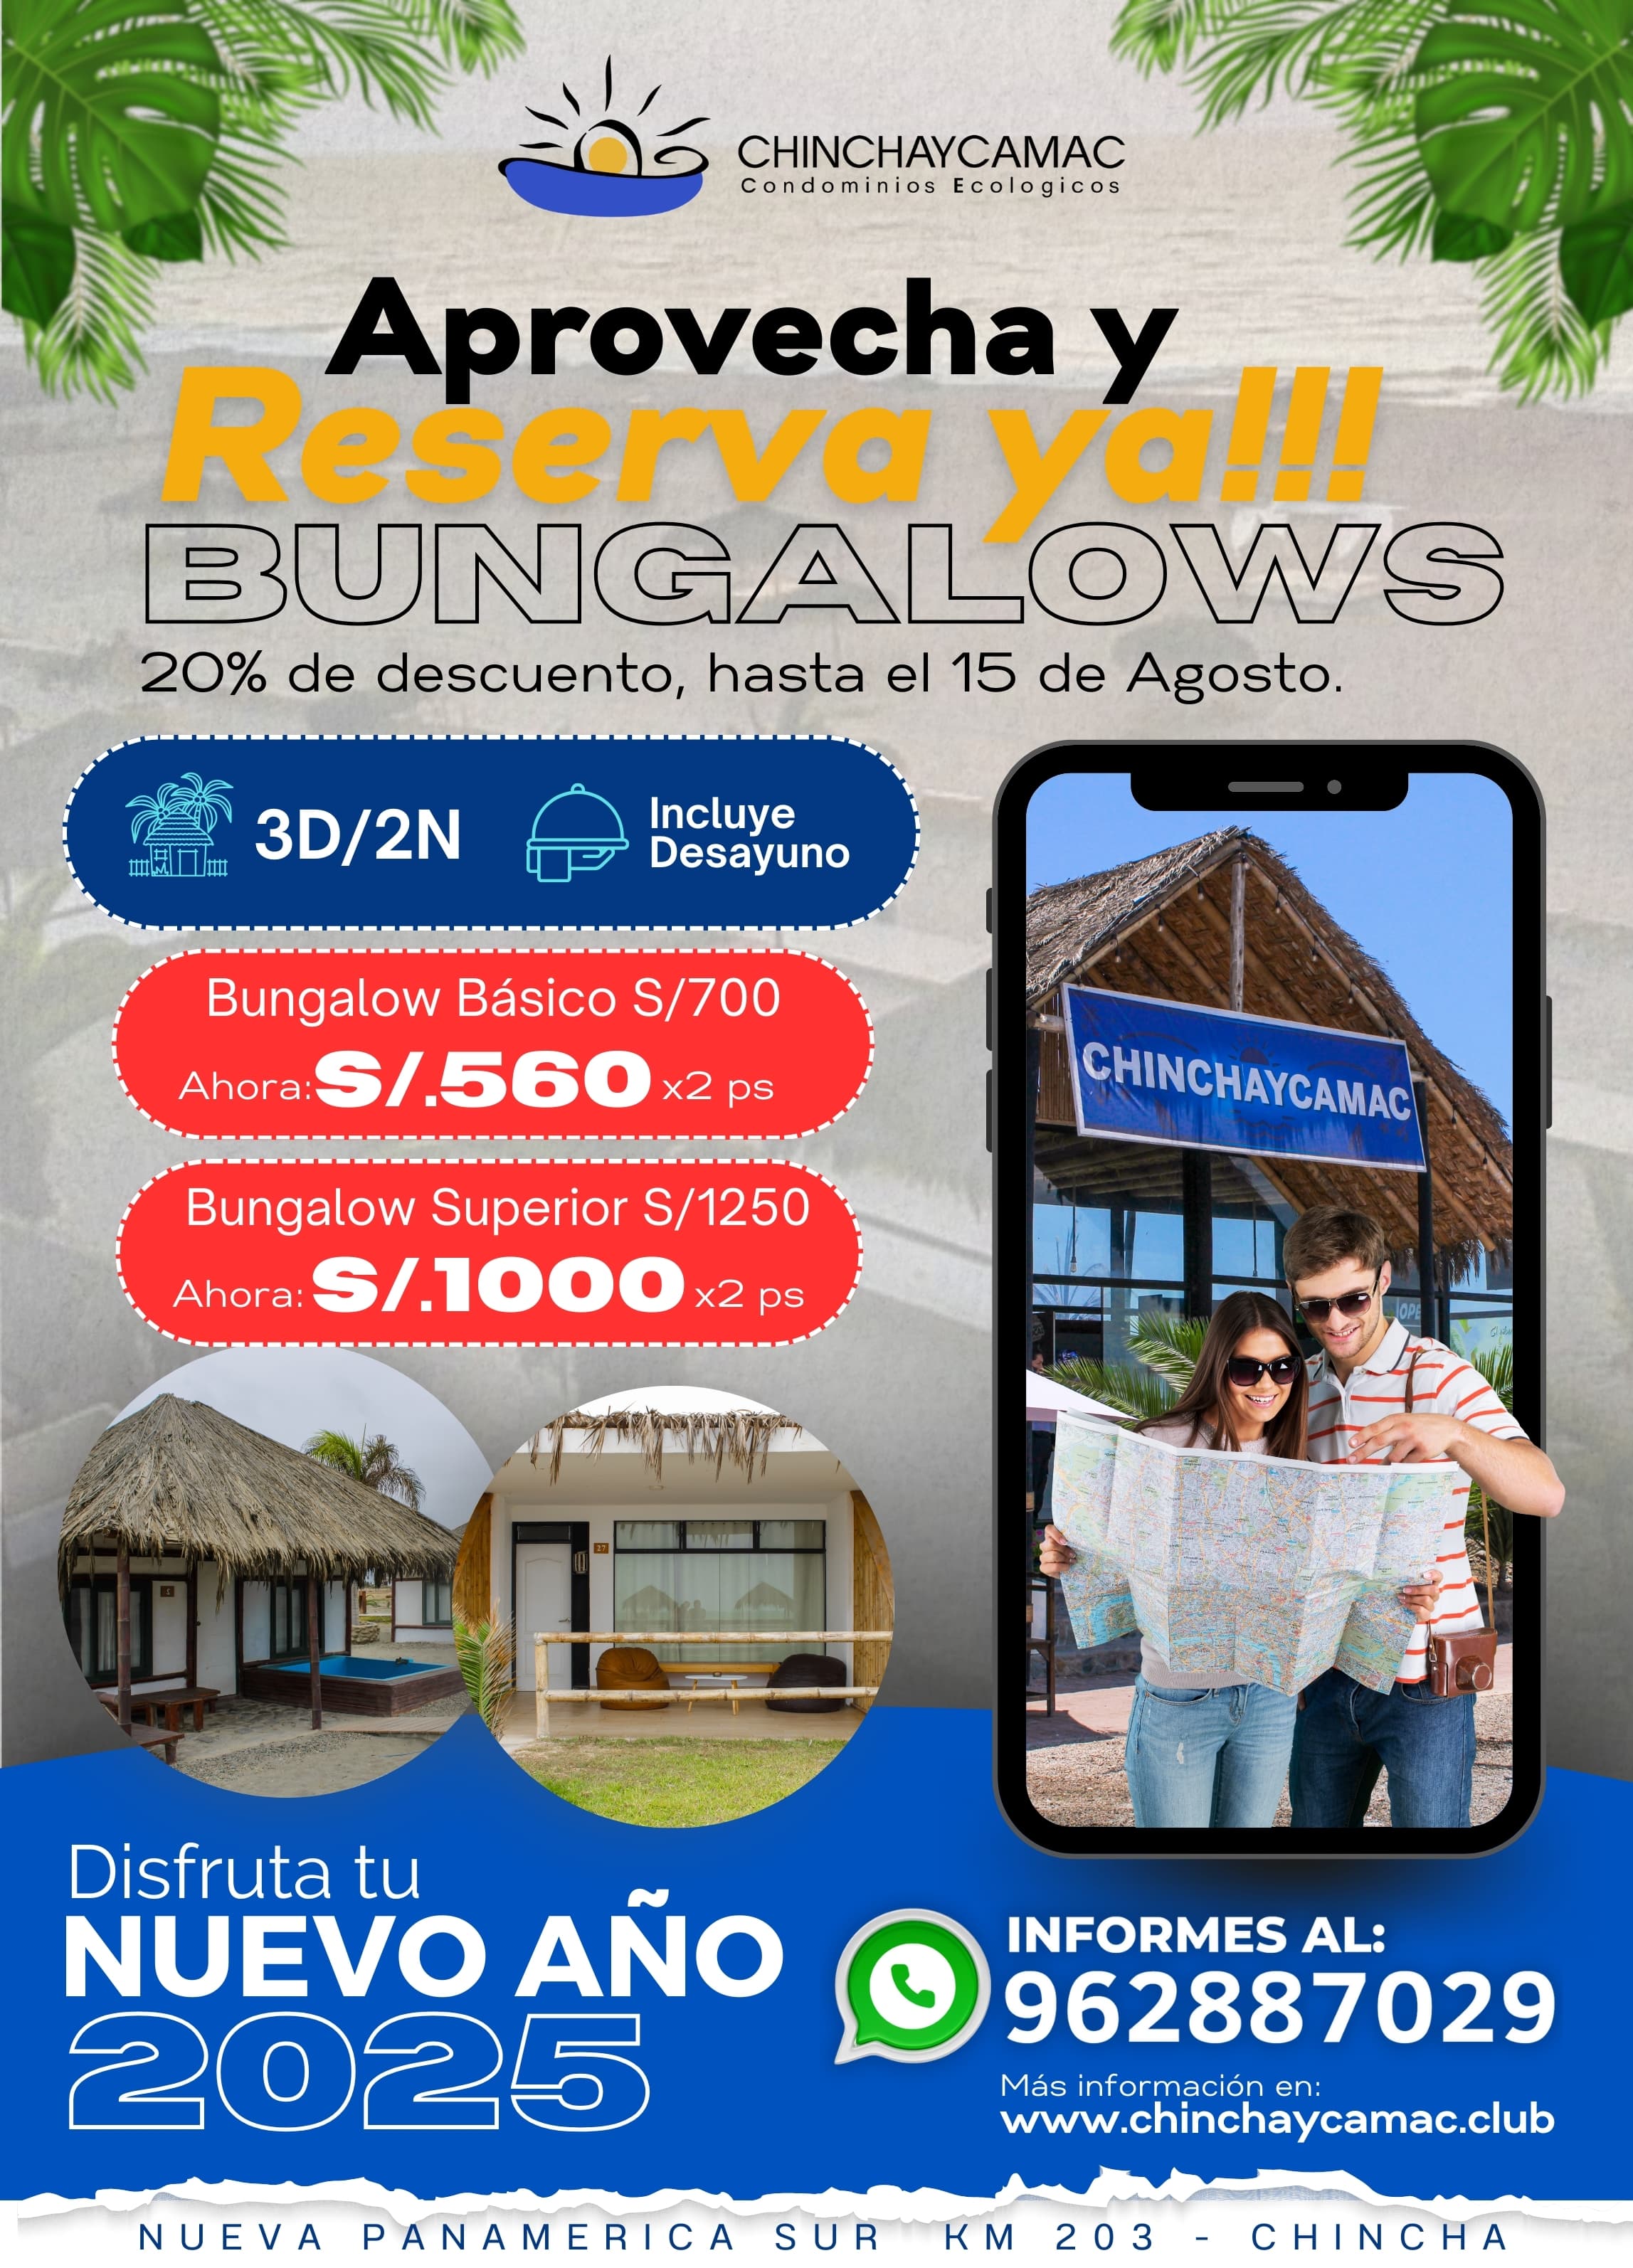 CHINCHAYCAMAC
Condominios Ecologicos
Aprovecha y
Reserva ya!!!
BUNGALOWS
20% de descuento, hasta el 15 de Agosto.
3D/2N
Incluye
Desayuno
Bungalow Básico S/700
Ahora: S/.560 x2 ps
Bungalow Superior S/1250
Ahora: S/.1000 x2 ps
CHINCHAYCAMAC
27
Disfruta tu
NUEVO AÑO
2025
INFORMES AL:
962887029
Más información en:
www.chinchaycamac.club
NUEVA PANAMERICA SUR KM 203 - CHINCHA